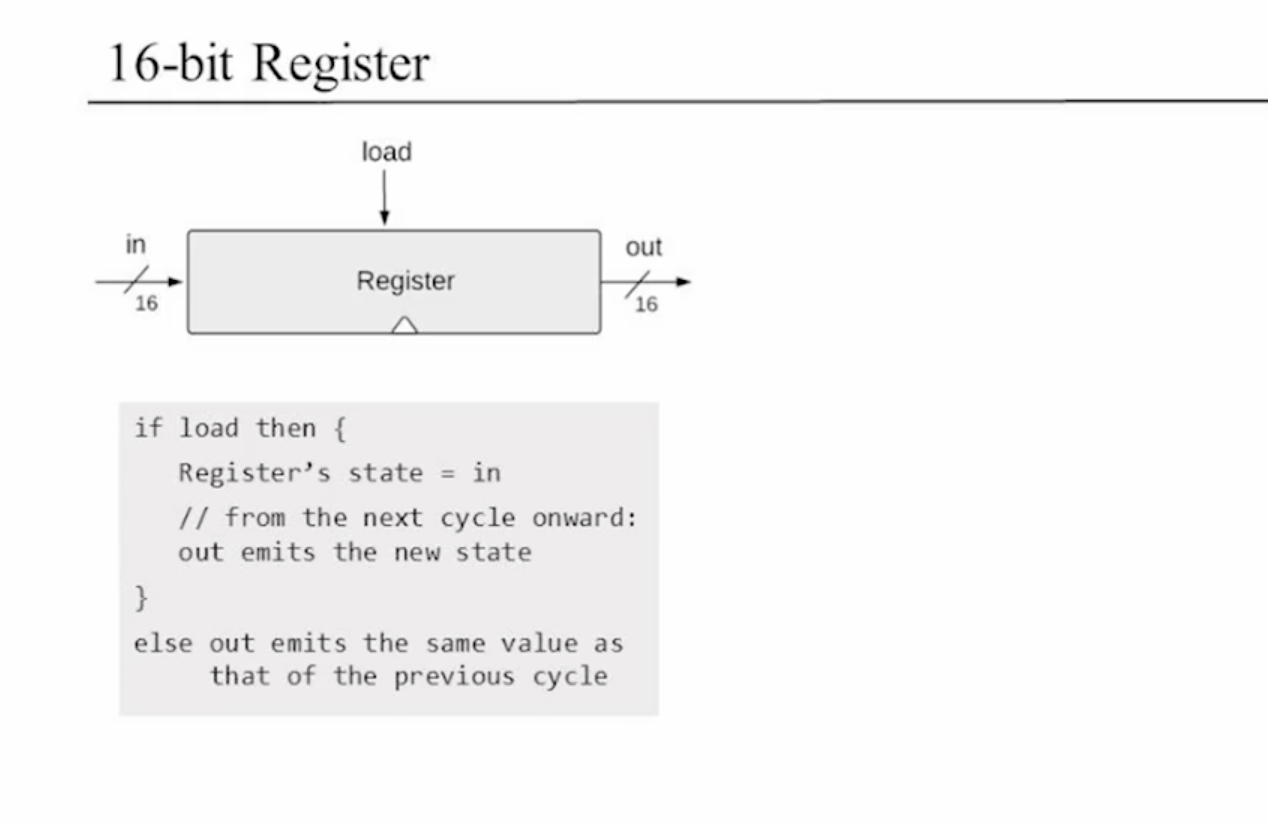 16-bit Register
load
in
out
Register
16
16
if load then {
Register’s state = in
// from the next cycle onward:
out emits the new state
}
else out emits the same value as
that of the previous cycle